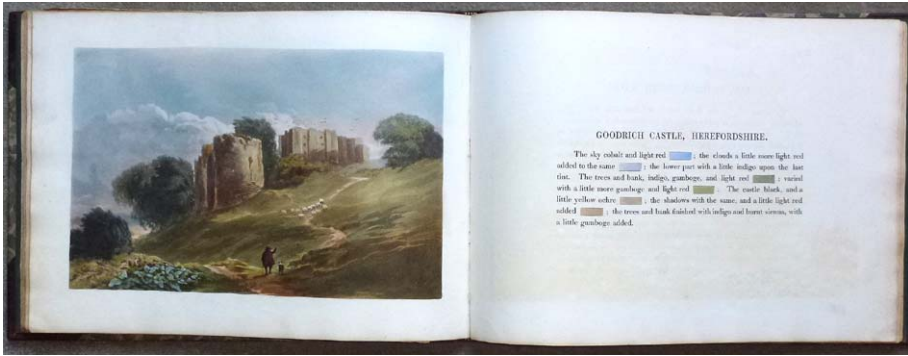 GOODRICH CASTLE, HEREFORDSHIRE.
The sky cobalt and light red ; the clouds a little more light red
added to the same ; the lower part with a little indigo upon the last
tint. The trees and bank, indigo, gamboge, and light red ; varied
with a little more gamboge and light red . The castle black, and a
little yellow ochre ; the shadows with the same, and a little light red
added ; the trees and bank finished with indigo and burnt sienna, with
a little gamboge added.